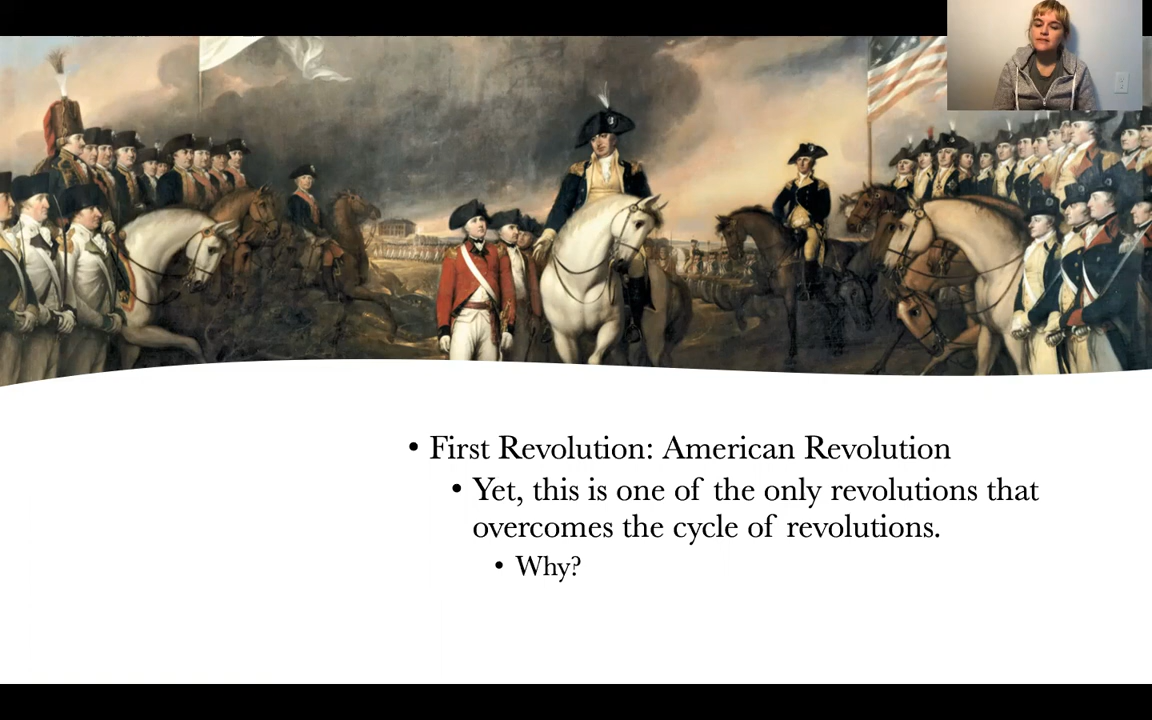 • First Revolution: American Revolution
• Yet, this is one of the only revolutions that
overcomes the cycle of revolutions.
• Why?